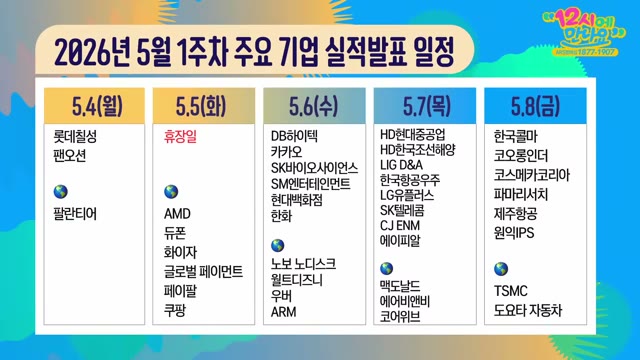 12시에 만나요
1877-1907
2026년 5월 1주차 주요 기업 실적발표 일정
5.4(월)
롯데칠성
팬오션
팔란티어
5.5(화)
휴장일
AMD
듀폰
화이자
글로벌 페이먼트
페이팔
쿠팡
5.6(수)
DB하이텍
카카오
SK바이오사이언스
SM엔터테인먼트
현대백화점
한화
노보 노디스크
월트디즈니
우버
ARM
5.7(목)
HD현대중공업
HD한국조선해양
LIG D&A
한국항공우주
LG유플러스
SK텔레콤
CJ ENM
에이피알
맥도날드
에어비앤비
코어위브
5.8(금)
한국콜마
코오롱인더
코스메카코리아
파마리서치
제주항공
원익IPS
TSMC
도요타 자동차